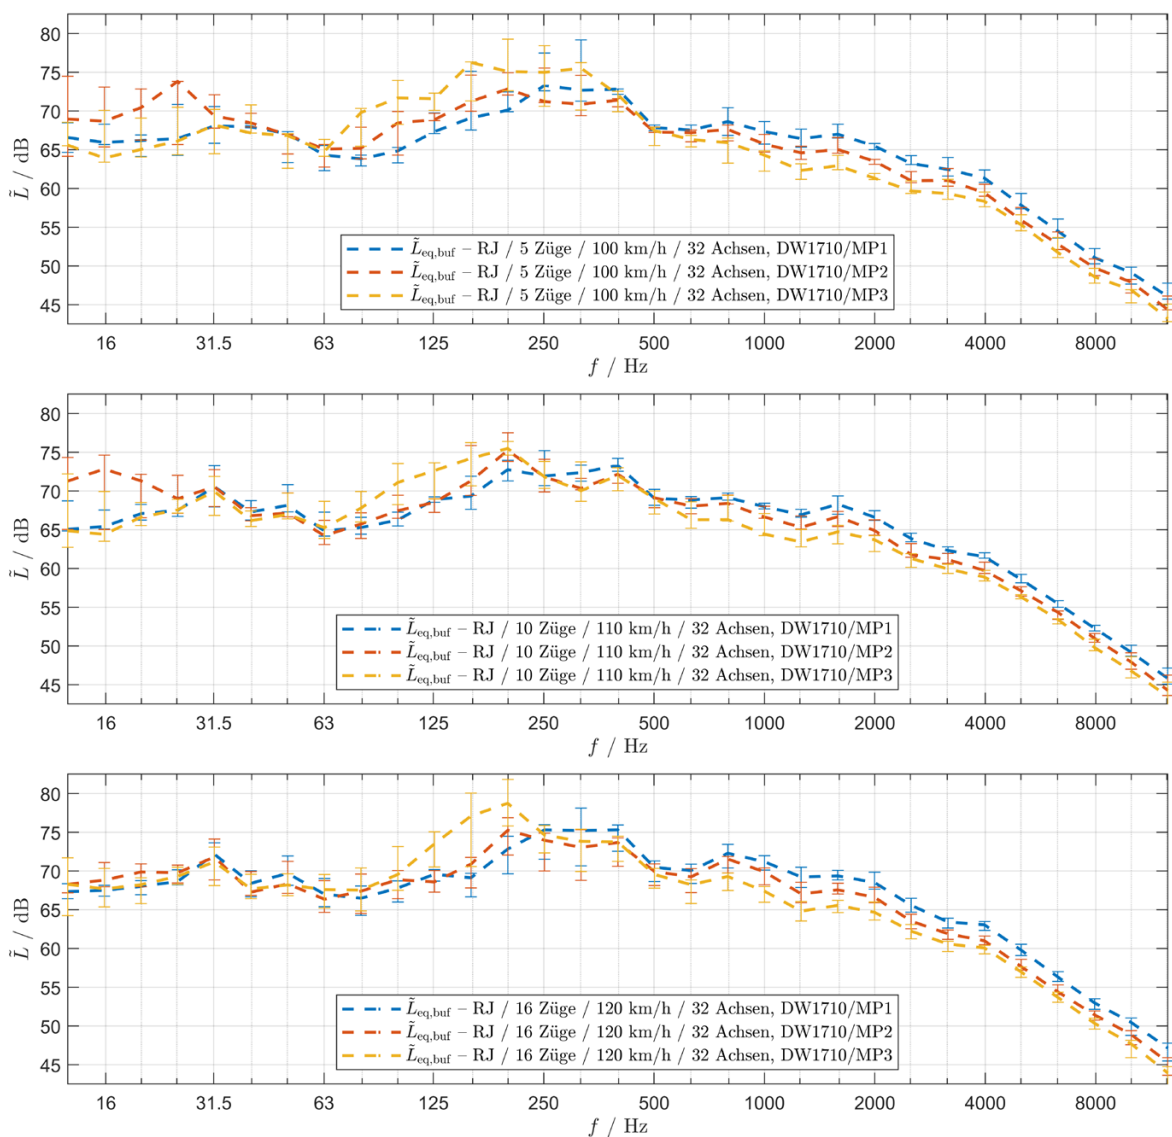 80
75
70
65
60
55
50
45
L̃ / dB
L̃eq,buf – RJ / 5 Züge / 100 km/h / 32 Achsen, DW1710/MP1
L̃eq,buf – RJ / 5 Züge / 100 km/h / 32 Achsen, DW1710/MP2
L̃eq,buf – RJ / 5 Züge / 100 km/h / 32 Achsen, DW1710/MP3
16 31.5 63 125 250 500 1000 2000 4000 8000
f / Hz
80
75
70
65
60
55
50
45
L̃ / dB
L̃eq,buf – RJ / 10 Züge / 110 km/h / 32 Achsen, DW1710/MP1
L̃eq,buf – RJ / 10 Züge / 110 km/h / 32 Achsen, DW1710/MP2
L̃eq,buf – RJ / 10 Züge / 110 km/h / 32 Achsen, DW1710/MP3
16 31.5 63 125 250 500 1000 2000 4000 8000
f / Hz
80
75
70
65
60
55
50
45
L̃ / dB
L̃eq,buf – RJ / 16 Züge / 120 km/h / 32 Achsen, DW1710/MP1
L̃eq,buf – RJ / 16 Züge / 120 km/h / 32 Achsen, DW1710/MP2
L̃eq,buf – RJ / 16 Züge / 120 km/h / 32 Achsen, DW1710/MP3
16 31.5 63 125 250 500 1000 2000 4000 8000
f / Hz